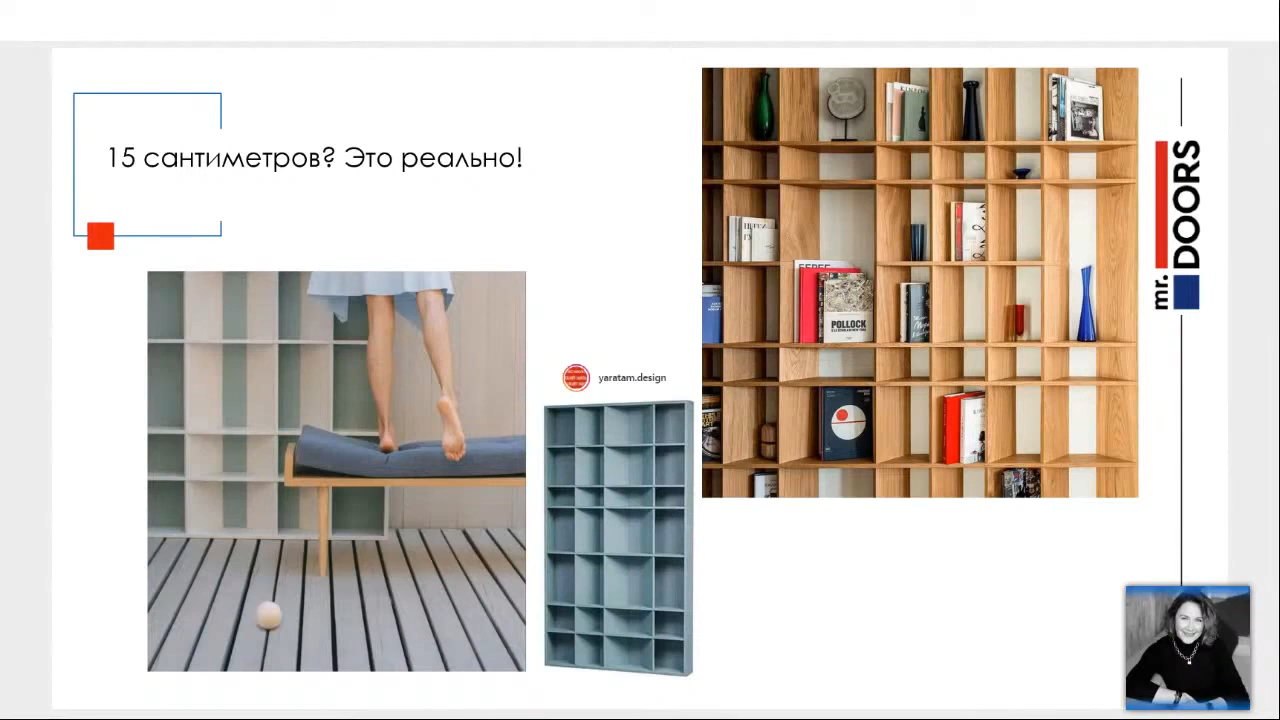 15 сантиметров? Это реально!
yaratam.design
mr. DOORS
POLLOCK